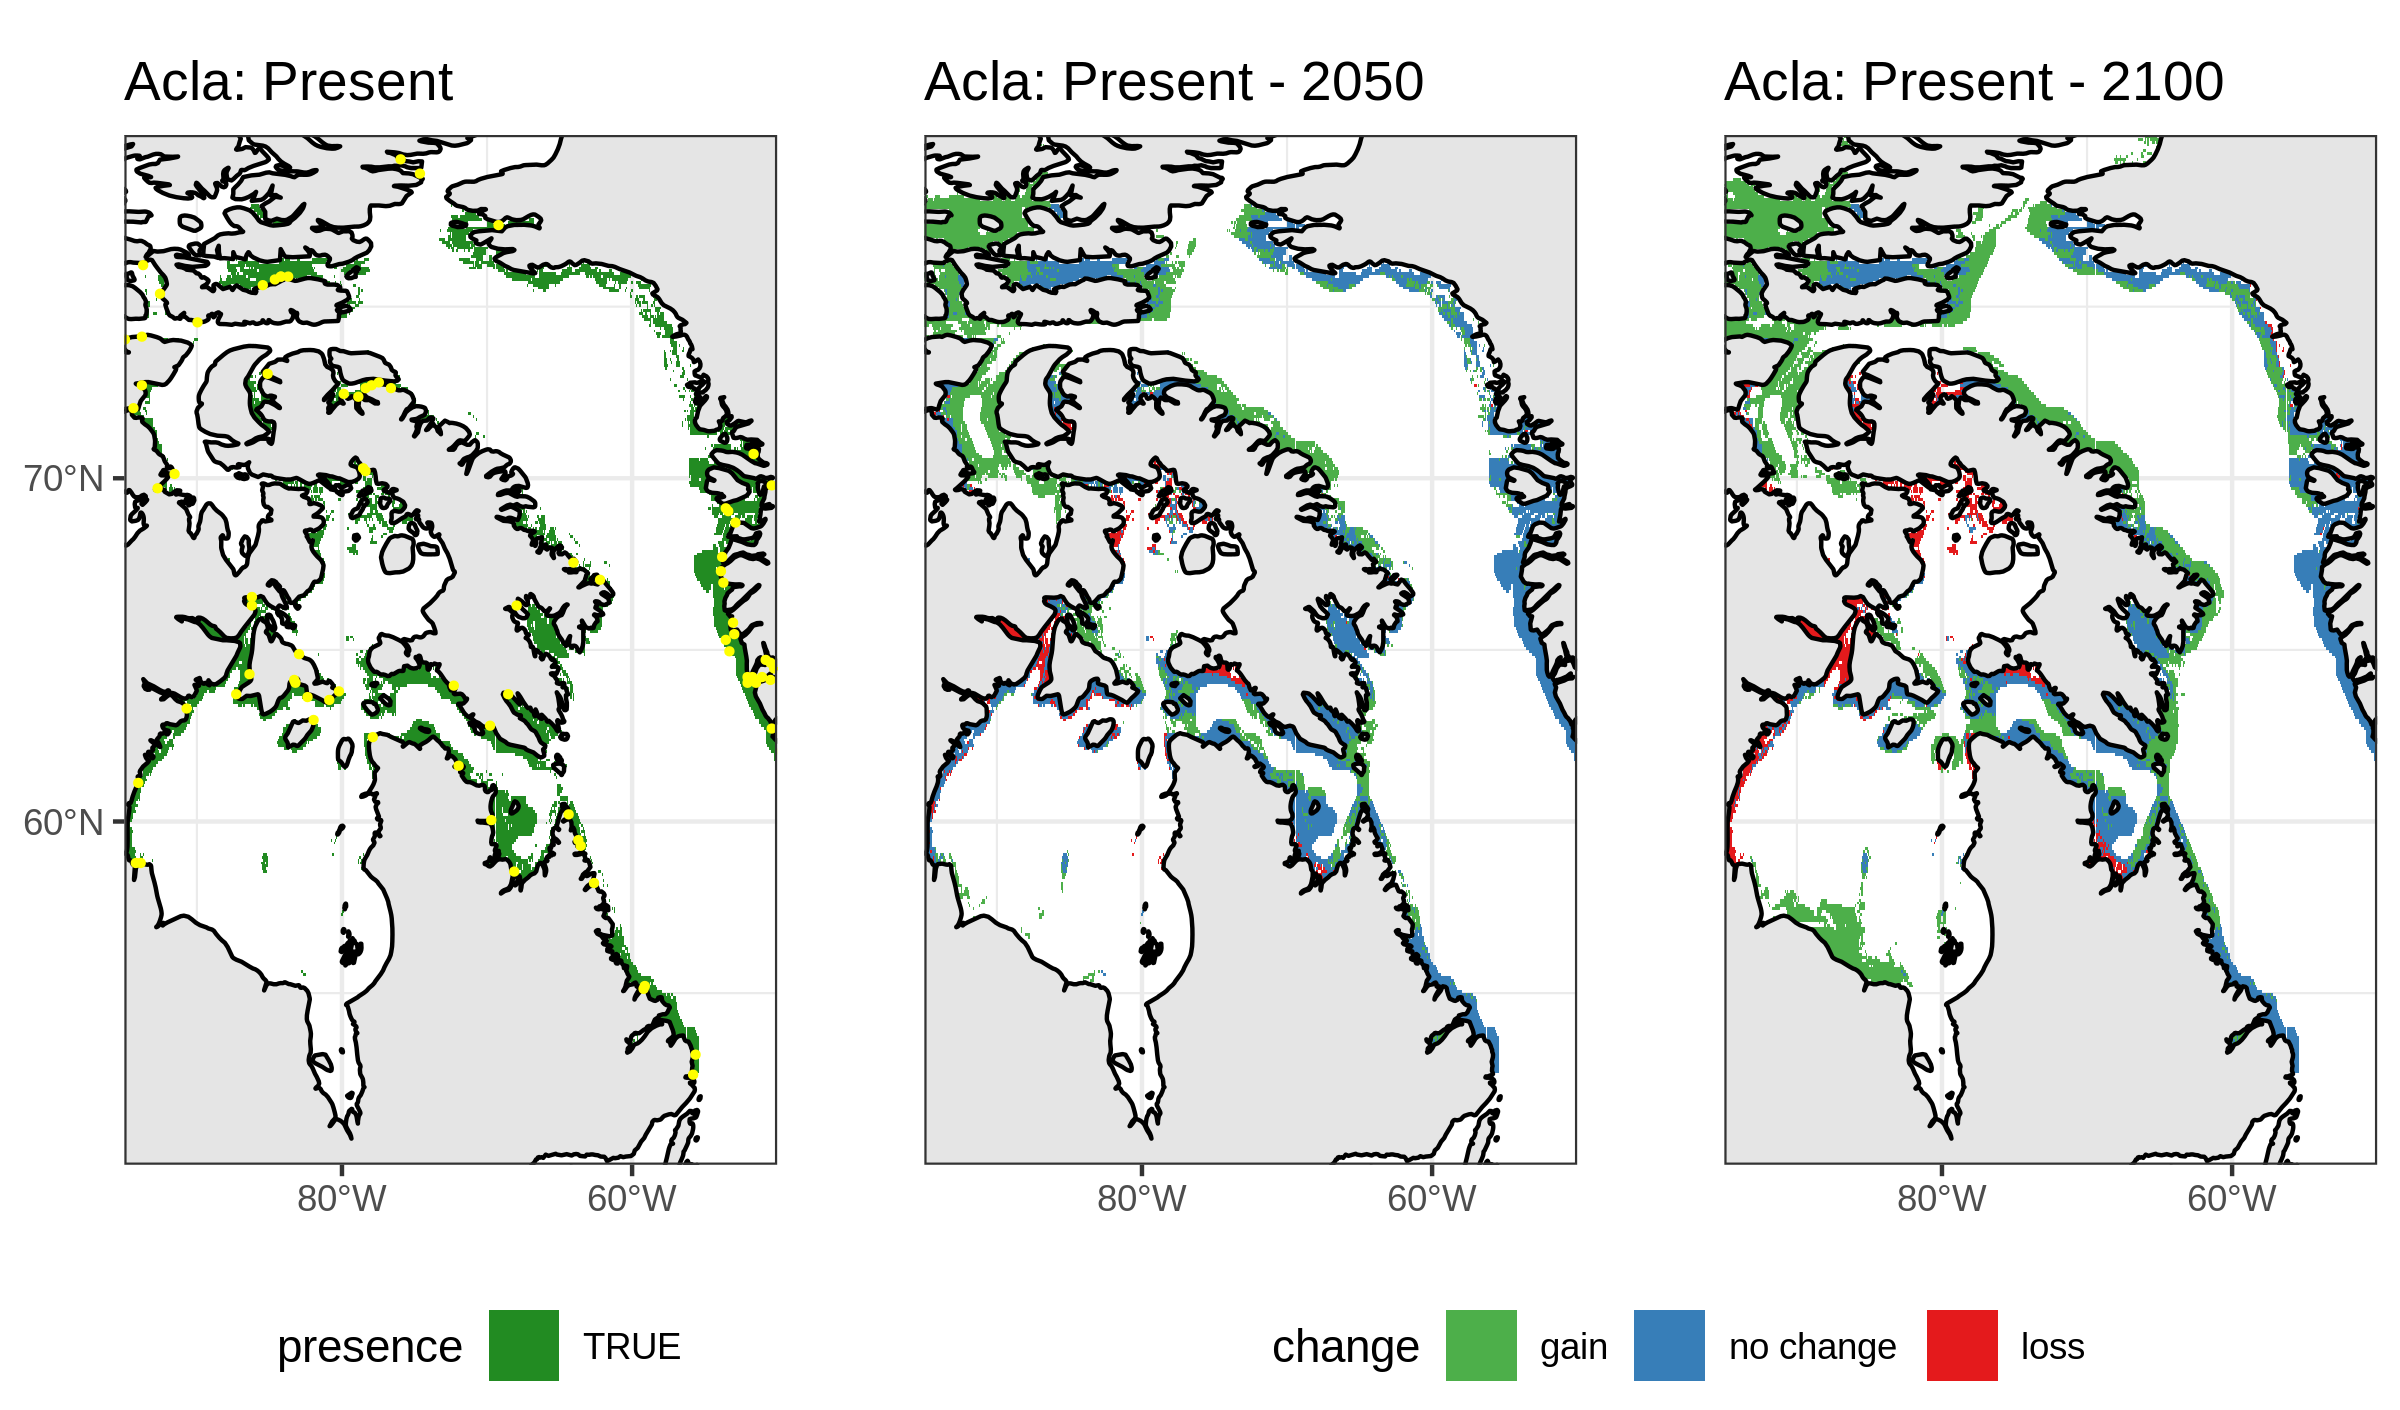 Acla: Present
Acla: Present - 2050
Acla: Present - 2100
70°N
60°N
80°W
60°W
80°W
60°W
80°W
60°W
presence
TRUE
change
gain
no change
loss